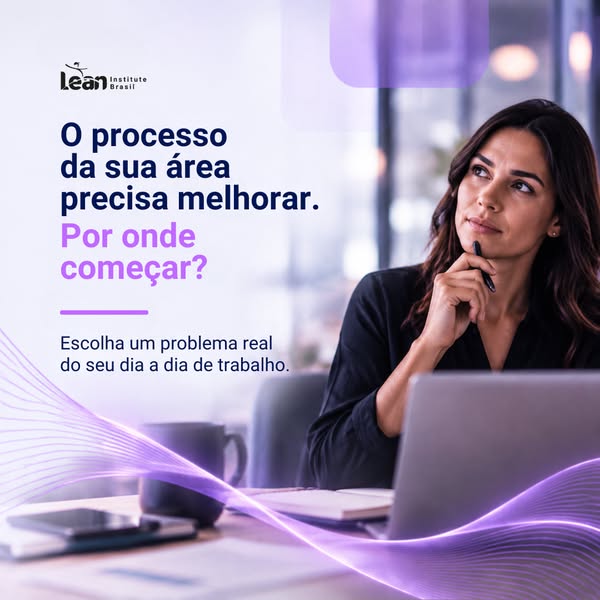 Lean Institute
Brasil
O processo
da sua área
precisa melhorar.
Por onde
começar?
Escolha um problema real
do seu dia a dia de trabalho.